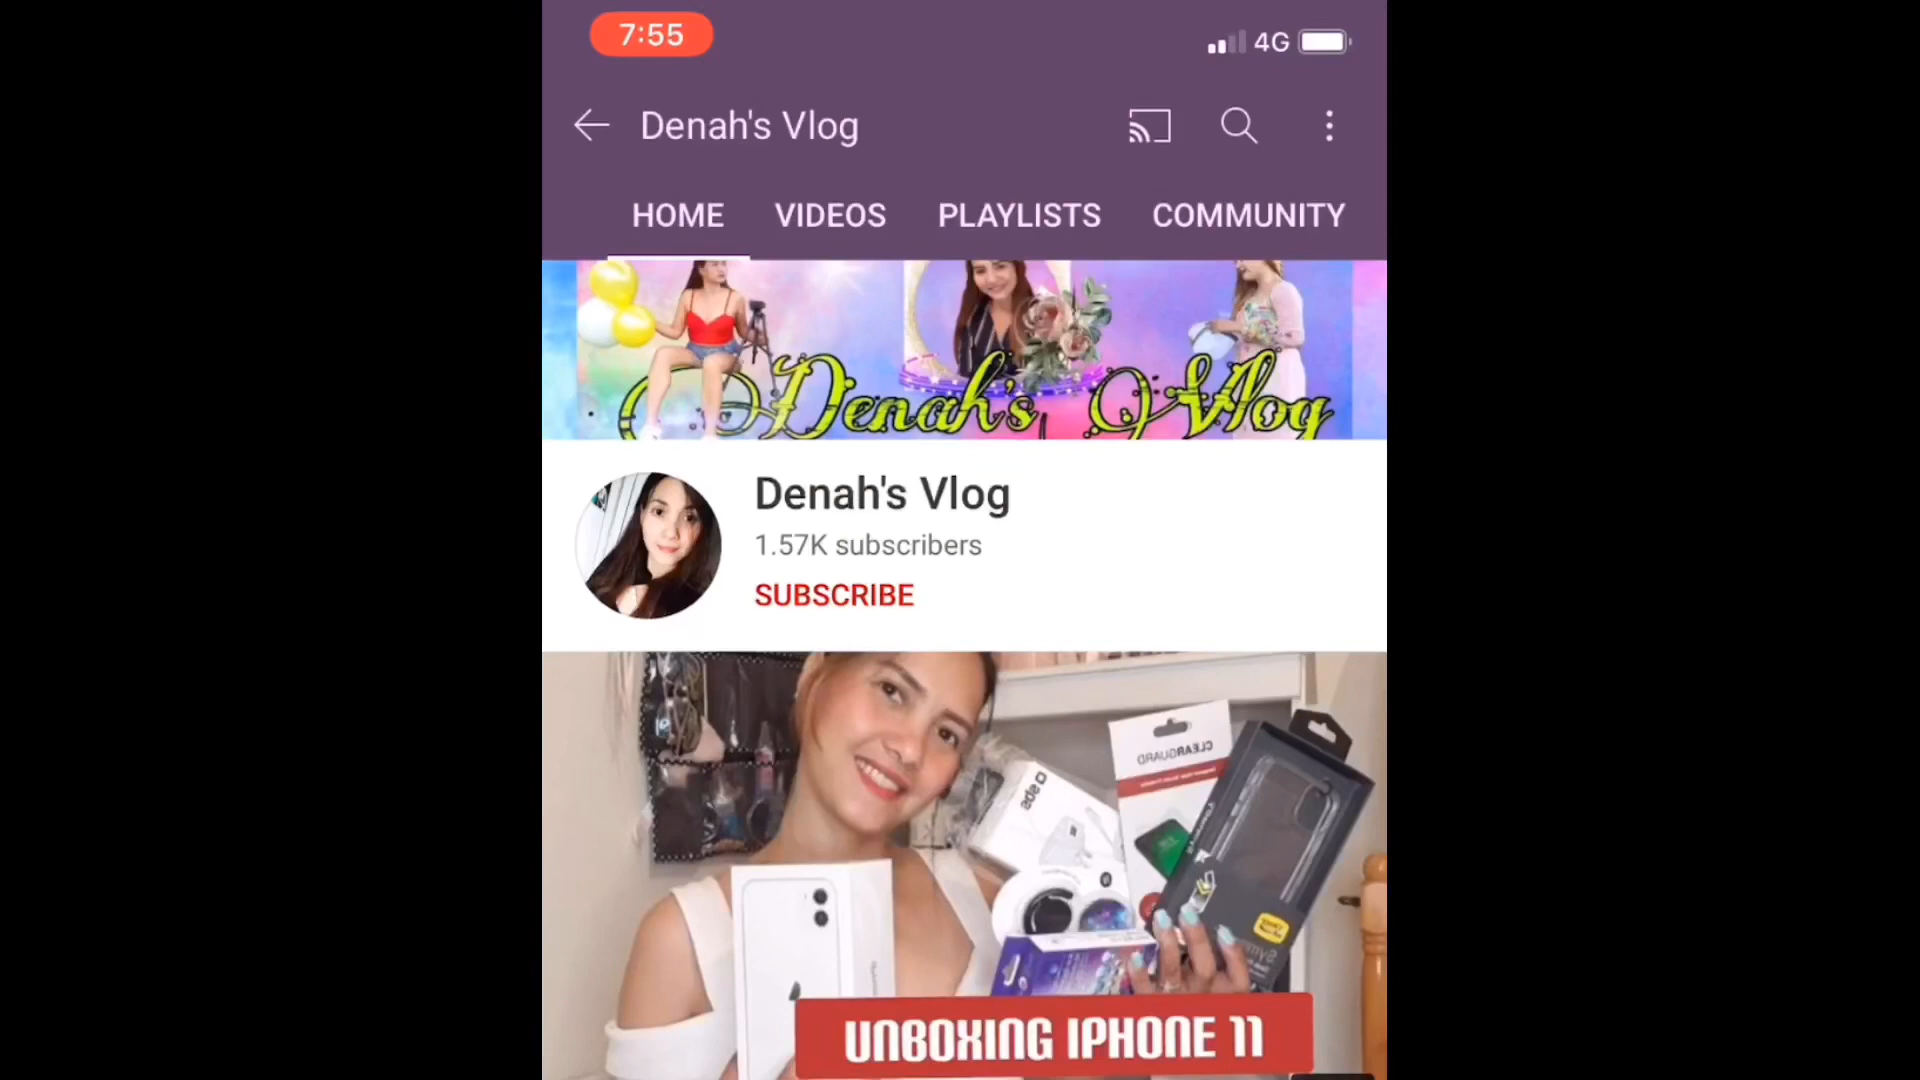 7:55
4G
Denah's Vlog
HOME VIDEOS PLAYLISTS COMMUNITY
Denah's Vlog
Denah's Vlog
1.57K subscribers
SUBSCRIBE
CLEARGUARD
UNBOXING IPHONE 11